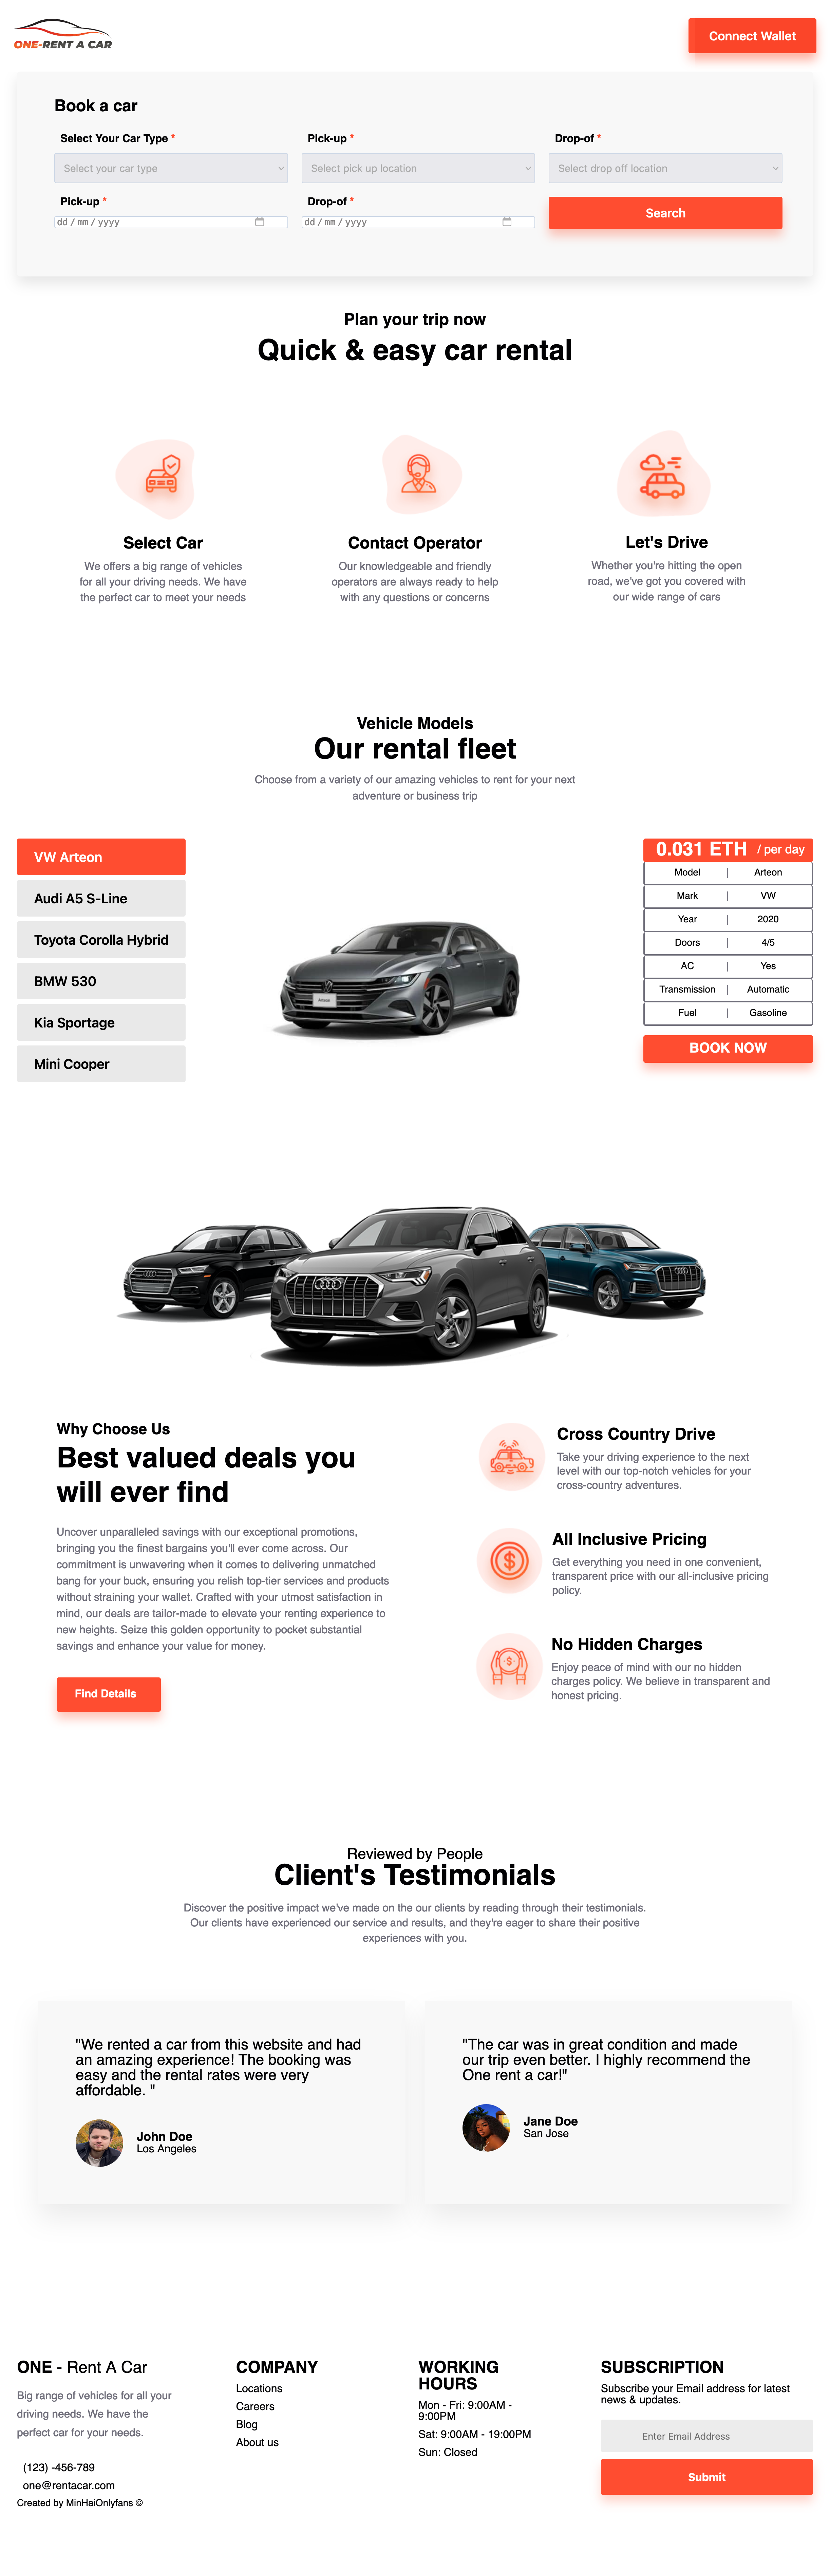 ONE-RENT A CAR
Connect Wallet
Book a car
Select Your Car Type *
Pick-up *
Drop-of *
Select your car type
Select pick up location
Select drop off location
Pick-up *
Drop-of *
dd / mm / yyyy
dd / mm / yyyy
Search
Plan your trip now
Quick & easy car rental
Select Car
We offers a big range of vehicles
for all your driving needs. We have
the perfect car to meet your needs
Contact Operator
Our knowledgeable and friendly
operators are always ready to help
with any questions or concerns
Let's Drive
Whether you're hitting the open
road, we've got you covered with
our wide range of cars
Vehicle Models
Our rental fleet
Choose from a variety of our amazing vehicles to rent for your next
adventure or business trip
VW Arteon
Audi A5 S-Line
Toyota Corolla Hybrid
BMW 530
Kia Sportage
Mini Cooper
Arteon
0.031 ETH / per day
Model | Arteon
Mark | VW
Year | 2020
Doors | 4/5
AC | Yes
Transmission | Automatic
Fuel | Gasoline
BOOK NOW
Why Choose Us
Best valued deals you
will ever find
Uncover unparalleled savings with our exceptional promotions,
bringing you the finest bargains you'll ever come across. Our
commitment is unwavering when it comes to delivering unmatched
bang for your buck, ensuring you relish top-tier services and products
without straining your wallet. Crafted with your utmost satisfaction in
mind, our deals are tailor-made to elevate your renting experience to
new heights. Seize this golden opportunity to pocket substantial
savings and enhance your value for money.
Find Details
Cross Country Drive
Take your driving experience to the next
level with our top-notch vehicles for your
cross-country adventures.
All Inclusive Pricing
Get everything you need in one convenient,
transparent price with our all-inclusive pricing
policy.
No Hidden Charges
Enjoy peace of mind with our no hidden
charges policy. We believe in transparent and
honest pricing.
Reviewed by People
Client's Testimonials
Discover the positive impact we've made on the our clients by reading through their testimonials.
Our clients have experienced our service and results, and they're eager to share their positive
experiences with you.
"We rented a car from this website and had
an amazing experience! The booking was
easy and the rental rates were very
affordable. "
John Doe
Los Angeles
"The car was in great condition and made
our trip even better. I highly recommend the
One rent a car!"
Jane Doe
San Jose
ONE - Rent A Car
Big range of vehicles for all your
driving needs. We have the
perfect car for your needs.
(123) -456-789
one@rentacar.com
Created by MinHaiOnlyfans ©
COMPANY
Locations
Careers
Blog
About us
WORKING
HOURS
Mon - Fri: 9:00AM -
9:00PM
Sat: 9:00AM - 19:00PM
Sun: Closed
SUBSCRIPTION
Subscribe your Email address for latest
news & updates.
Enter Email Address
Submit